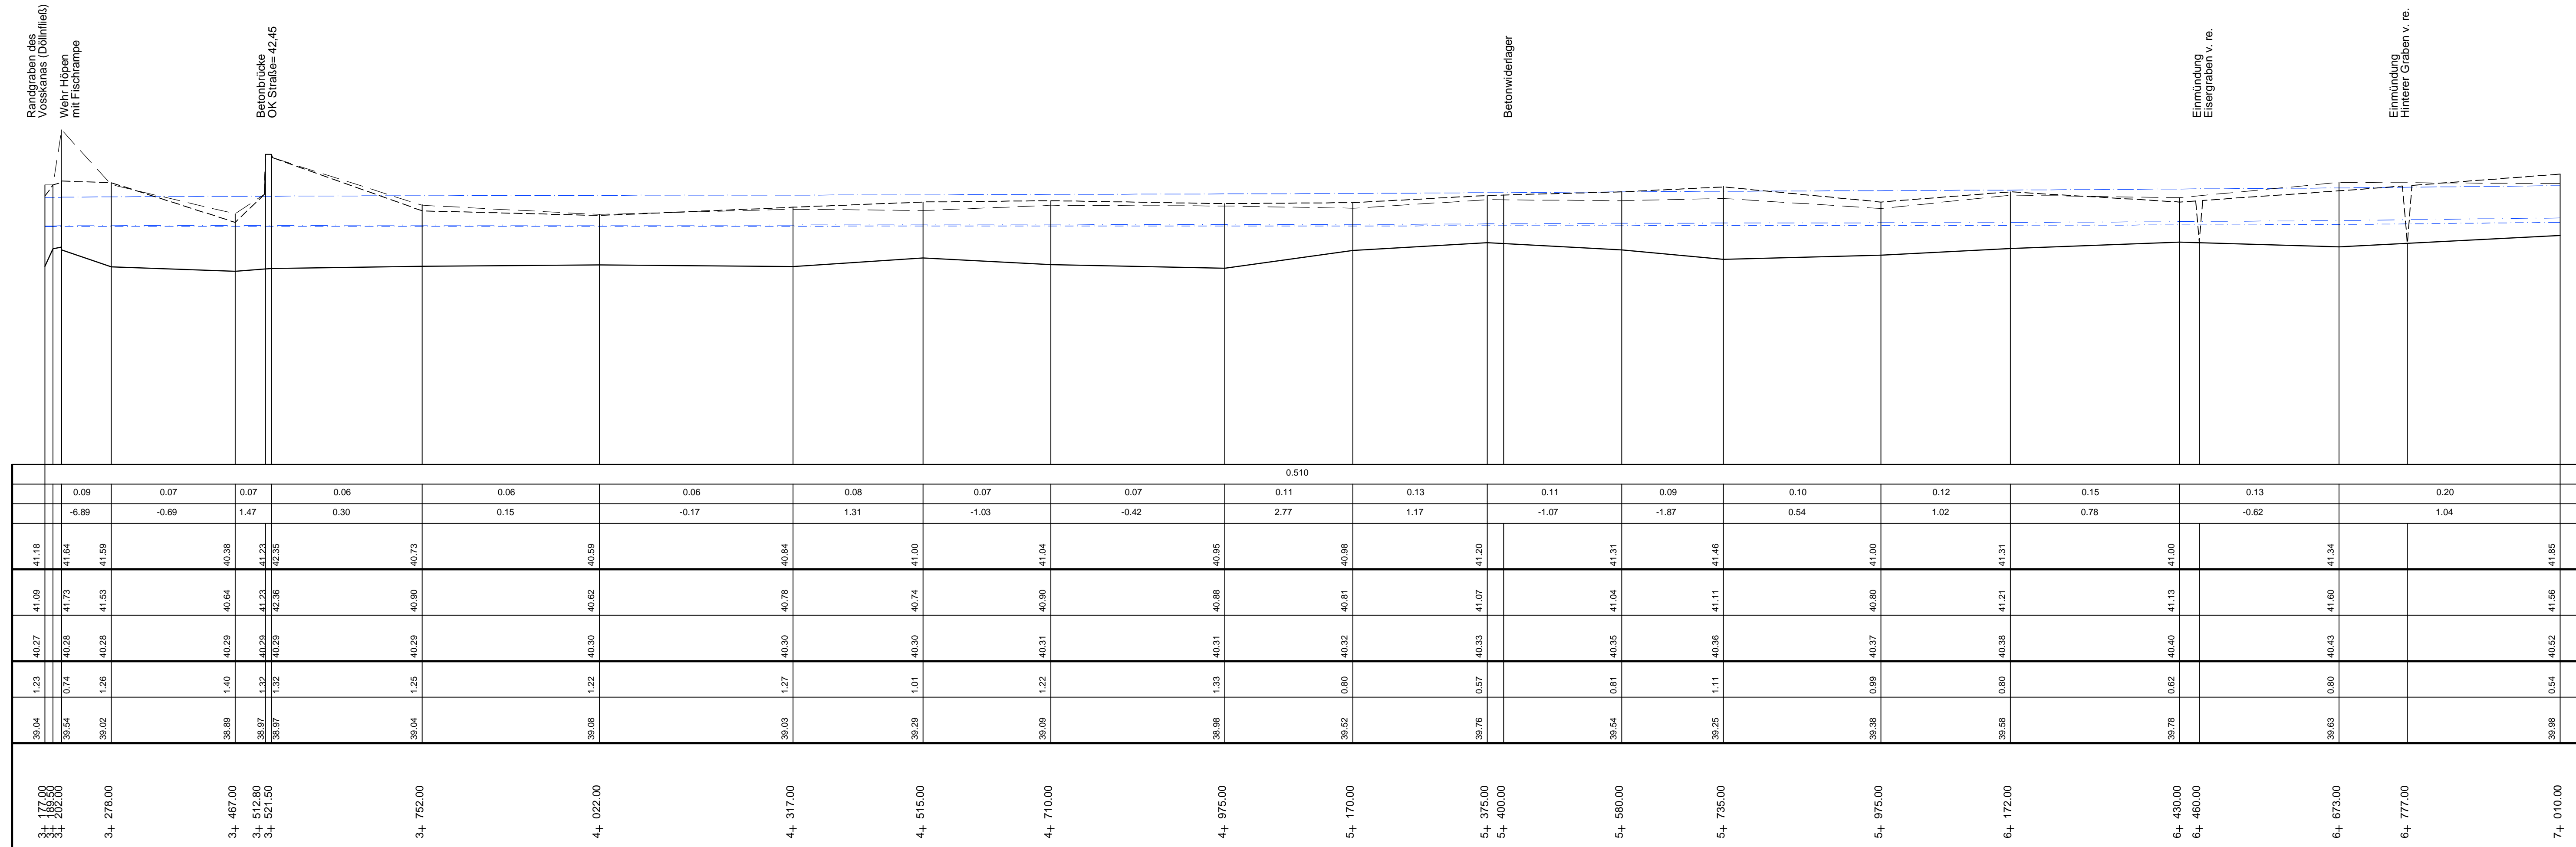 Randgraben des
Vosskanas (Döllnfließ)
Wehr Höpen
mit Fischrampe
Betonbrücke
OK Straße= 42,45
Betonwiderlager
Einmündung
Eisergraben v. re.
Einmündung
Hinterer Graben v. re.
0.510
0.09 0.07 0.07 0.06 0.06 0.06 0.08 0.07 0.07 0.11 0.13 0.11 0.09 0.10 0.12 0.15 0.13 0.20
-6.89 -0.69 1.47 0.30 0.15 -0.17 1.31 -1.03 -0.42 2.77 1.17 -1.07 -1.87 0.54 1.02 0.78 -0.62 1.04
41.18 41.64 41.59 40.38 41.23 42.35 40.73 40.59 40.84 41.00 41.04 40.95 40.98 41.20 41.31 41.46 41.00 41.31 41.00 41.34 41.85
41.09 41.73 41.53 40.64 41.23 42.36 40.90 40.62 40.78 40.74 40.90 40.88 40.81 41.07 41.04 41.11 40.80 41.21 41.13 41.60 41.56
40.27 40.28 40.28 40.29 40.29 40.29 40.29 40.30 40.30 40.30 40.31 40.31 40.32 40.33 40.35 40.36 40.37 40.38 40.40 40.43 40.52
1.23 0.74 1.26 1.40 1.32 1.32 1.25 1.22 1.27 1.01 1.22 1.33 0.80 0.57 0.81 1.11 0.99 0.80 0.62 0.80 0.54
39.04 39.54 39.02 38.89 38.97 38.97 39.04 39.08 39.03 39.29 39.09 38.98 39.52 39.76 39.54 39.25 39.38 39.58 39.78 39.63 39.98
3+ 177.00 3+ 189.50 3+ 202.00 3+ 278.00 3+ 467.00 3+ 512.80 3+ 521.50 3+ 752.00 4+ 022.00 4+ 317.00 4+ 515.00 4+ 710.00 4+ 975.00 5+ 170.00 5+ 375.00 5+ 400.00 5+ 580.00 5+ 735.00 5+ 975.00 6+ 172.00 6+ 430.00 6+ 460.00 6+ 673.00 6+ 777.00 7+ 010.00